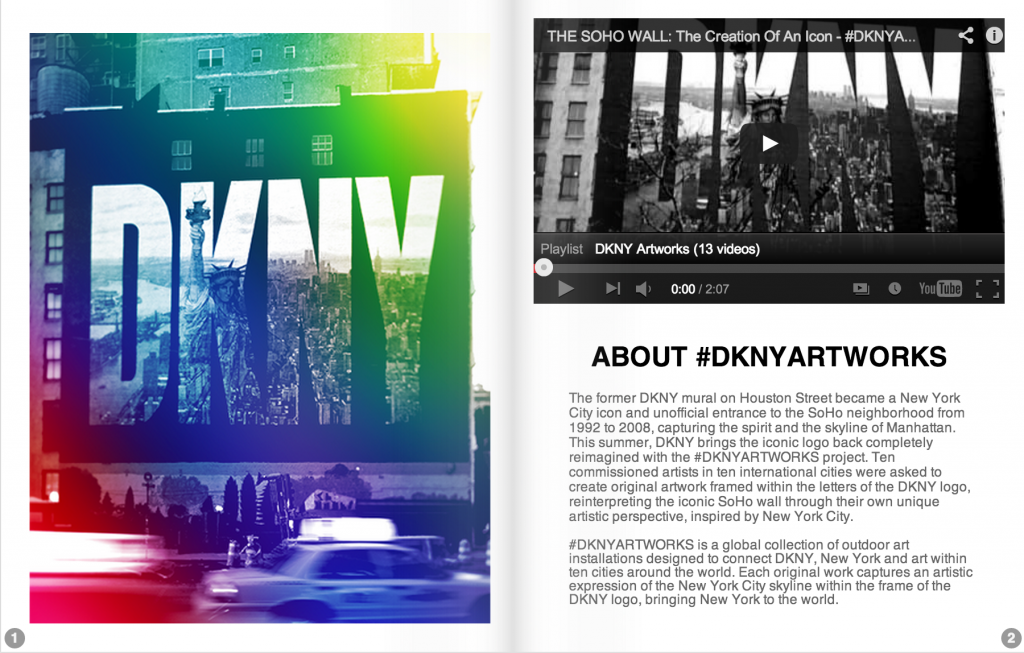 DKNY
1
THE SOHO WALL: The Creation Of An Icon - #DKNYA...
DKNY
Playlist DKNY Artworks (13 videos)
0:00 / 2:07
YouTube
ABOUT #DKNYARTWORKS
The former DKNY mural on Houston Street became a New York
City icon and unofficial entrance to the SoHo neighborhood from
1992 to 2008, capturing the spirit and the skyline of Manhattan.
This summer, DKNY brings the iconic logo back completely
reimagined with the #DKNYARTWORKS project. Ten
commissioned artists in ten international cities were asked to
create original artwork framed within the letters of the DKNY logo,
reinterpreting the iconic SoHo wall through their own unique
artistic perspective, inspired by New York City.
#DKNYARTWORKS is a global collection of outdoor art
installations designed to connect DKNY, New York and art within
ten cities around the world. Each original work captures an artistic
expression of the New York City skyline within the frame of the
DKNY logo, bringing New York to the world.
2